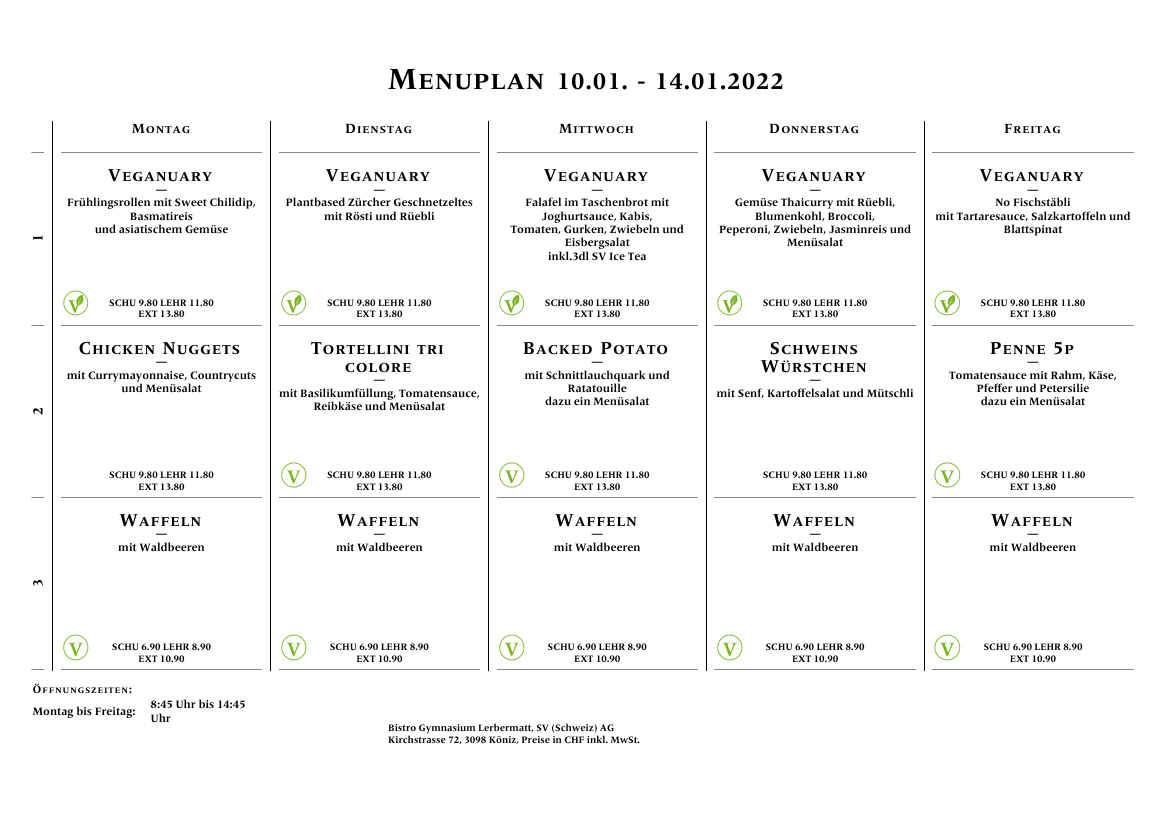 MENUPLAN 10.01. - 14.01.2022
MONTAG
DIENSTAG
MITTWOCH
DONNERSTAG
FREITAG
1
VEGANUARY
—
Frühlingsrollen mit Sweet Chilidip,
Basmatireis
und asiatischem Gemüse
V
SCHU 9.80 LEHR 11.80
EXT 13.80
VEGANUARY
—
Plantbased Zürcher Geschnetzeltes
mit Rösti und Rüebli
V
SCHU 9.80 LEHR 11.80
EXT 13.80
VEGANUARY
—
Falafel im Taschenbrot mit
Joghurtsauce, Kabis,
Tomaten, Gurken, Zwiebeln und
Eisbergsalat
inkl.3dl SV Ice Tea
V
SCHU 9.80 LEHR 11.80
EXT 13.80
VEGANUARY
—
Gemüse Thaicurry mit Rüebli,
Blumenkohl, Broccoli,
Peperoni, Zwiebeln, Jasminreis und
Menüsalat
V
SCHU 9.80 LEHR 11.80
EXT 13.80
VEGANUARY
—
No Fischstäbli
mit Tartaresauce, Salzkartoffeln und
Blattspinat
V
SCHU 9.80 LEHR 11.80
EXT 13.80
2
CHICKEN NUGGETS
—
mit Currymayonnaise, Countrycuts
und Menüsalat
SCHU 9.80 LEHR 11.80
EXT 13.80
TORTELLINI TRI
COLORE
—
mit Basilikumfüllung, Tomatensauce,
Reibkäse und Menüsalat
V
SCHU 9.80 LEHR 11.80
EXT 13.80
BACKED POTATO
—
mit Schnittlauchquark und
Ratatouille
dazu ein Menüsalat
V
SCHU 9.80 LEHR 11.80
EXT 13.80
SCHWEINS
WÜRSTCHEN
—
mit Senf, Kartoffelsalat und Mütschli
SCHU 9.80 LEHR 11.80
EXT 13.80
PENNE 5P
—
Tomatensauce mit Rahm, Käse,
Pfeffer und Petersilie
dazu ein Menüsalat
V
SCHU 9.80 LEHR 11.80
EXT 13.80
3
WAFFELN
—
mit Waldbeeren
V
SCHU 6.90 LEHR 8.90
EXT 10.90
WAFFELN
—
mit Waldbeeren
V
SCHU 6.90 LEHR 8.90
EXT 10.90
WAFFELN
—
mit Waldbeeren
V
SCHU 6.90 LEHR 8.90
EXT 10.90
WAFFELN
—
mit Waldbeeren
V
SCHU 6.90 LEHR 8.90
EXT 10.90
WAFFELN
—
mit Waldbeeren
V
SCHU 6.90 LEHR 8.90
EXT 10.90
ÖFFNUNGSZEITEN:
Montag bis Freitag: 8:45 Uhr bis 14:45
Uhr
Bistro Gymnasium Lerbermatt, SV (Schweiz) AG
Kirchstrasse 72, 3098 Köniz, Preise in CHF inkl. MwSt.